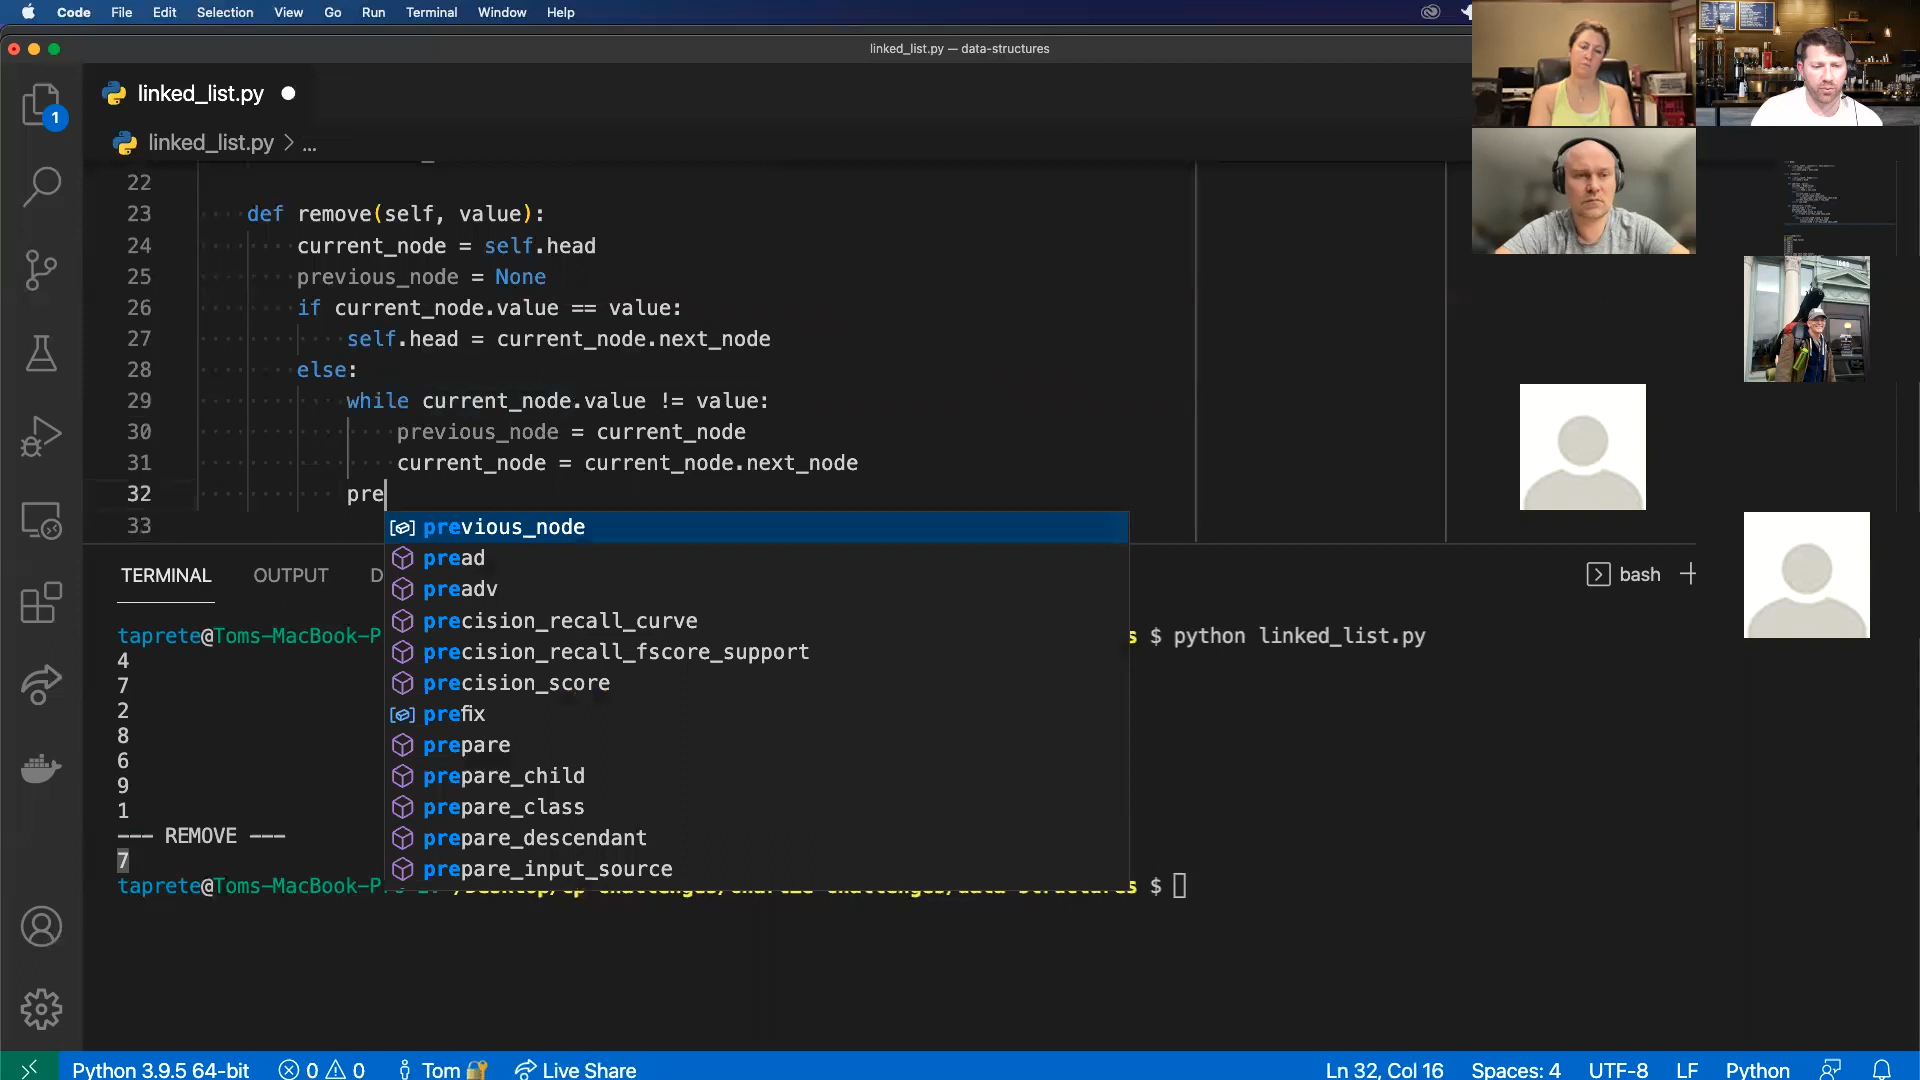 Code File Edit Selection View Go Run Terminal Window Help
linked_list.py — data-structures
linked_list.py
1
linked_list.py > ...
22
23 def remove(self, value):
24 current_node = self.head
25 previous_node = None
26 if current_node.value == value:
27 self.head = current_node.next_node
28 else:
29 while current_node.value != value:
30 previous_node = current_node
31 current_node = current_node.next_node
32 pre
33
previous_node
pread
preadv
precision_recall_curve
precision_recall_fscore_support
precision_score
prefix
prepare
prepare_child
prepare_class
prepare_descendant
prepare_input_source
TERMINAL OUTPUT D
bash
taprete@Toms-MacBook-P s $ python linked_list.py
4
7
2
8
6
9
1
--- REMOVE ---
7
taprete@Toms-MacBook-Pro $
Python 3.9.5 64-bit 0 0 Tom Live Share Ln 32, Col 16 Spaces: 4 UTF-8 LF Python